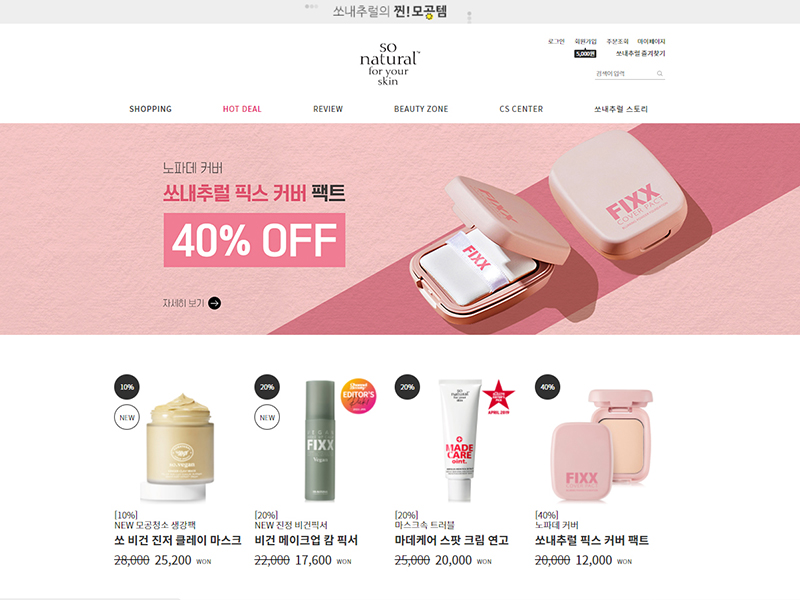 쏘내추럴의 찐! 모공템
so
natural™
for your
skin
로그인 회원가입 주문조회 마이페이지
5,000원 쏘내추럴 즐겨찾기
검색어 입력
SHOPPING HOT DEAL REVIEW BEAUTY ZONE CS CENTER 쏘내추럴 스토리
노파데 커버
쏘내추럴 픽스 커버 팩트
40% OFF
자세히 보기
FIXX
FIXX
COVER PACT
10%
NEW
20%
NEW
EDITOR'S
VEGAN
FIXX
Vegan
20%
so
natural
for your
skin
APRIL 2019
MADE
CARE
oint.
40%
FIXX
COVER PACT
[10%]
NEW 모공청소 생강팩
쏘 비건 진저 클레이 마스크
28,000 25,200 WON
[20%]
NEW 진정 비건픽서
비건 메이크업 캄 픽서
22,000 17,600 WON
[20%]
마스크속 트러블
마데케어 스팟 크림 연고
25,000 20,000 WON
[40%]
노파데 커버
쏘내추럴 픽스 커버 팩트
20,000 12,000 WON